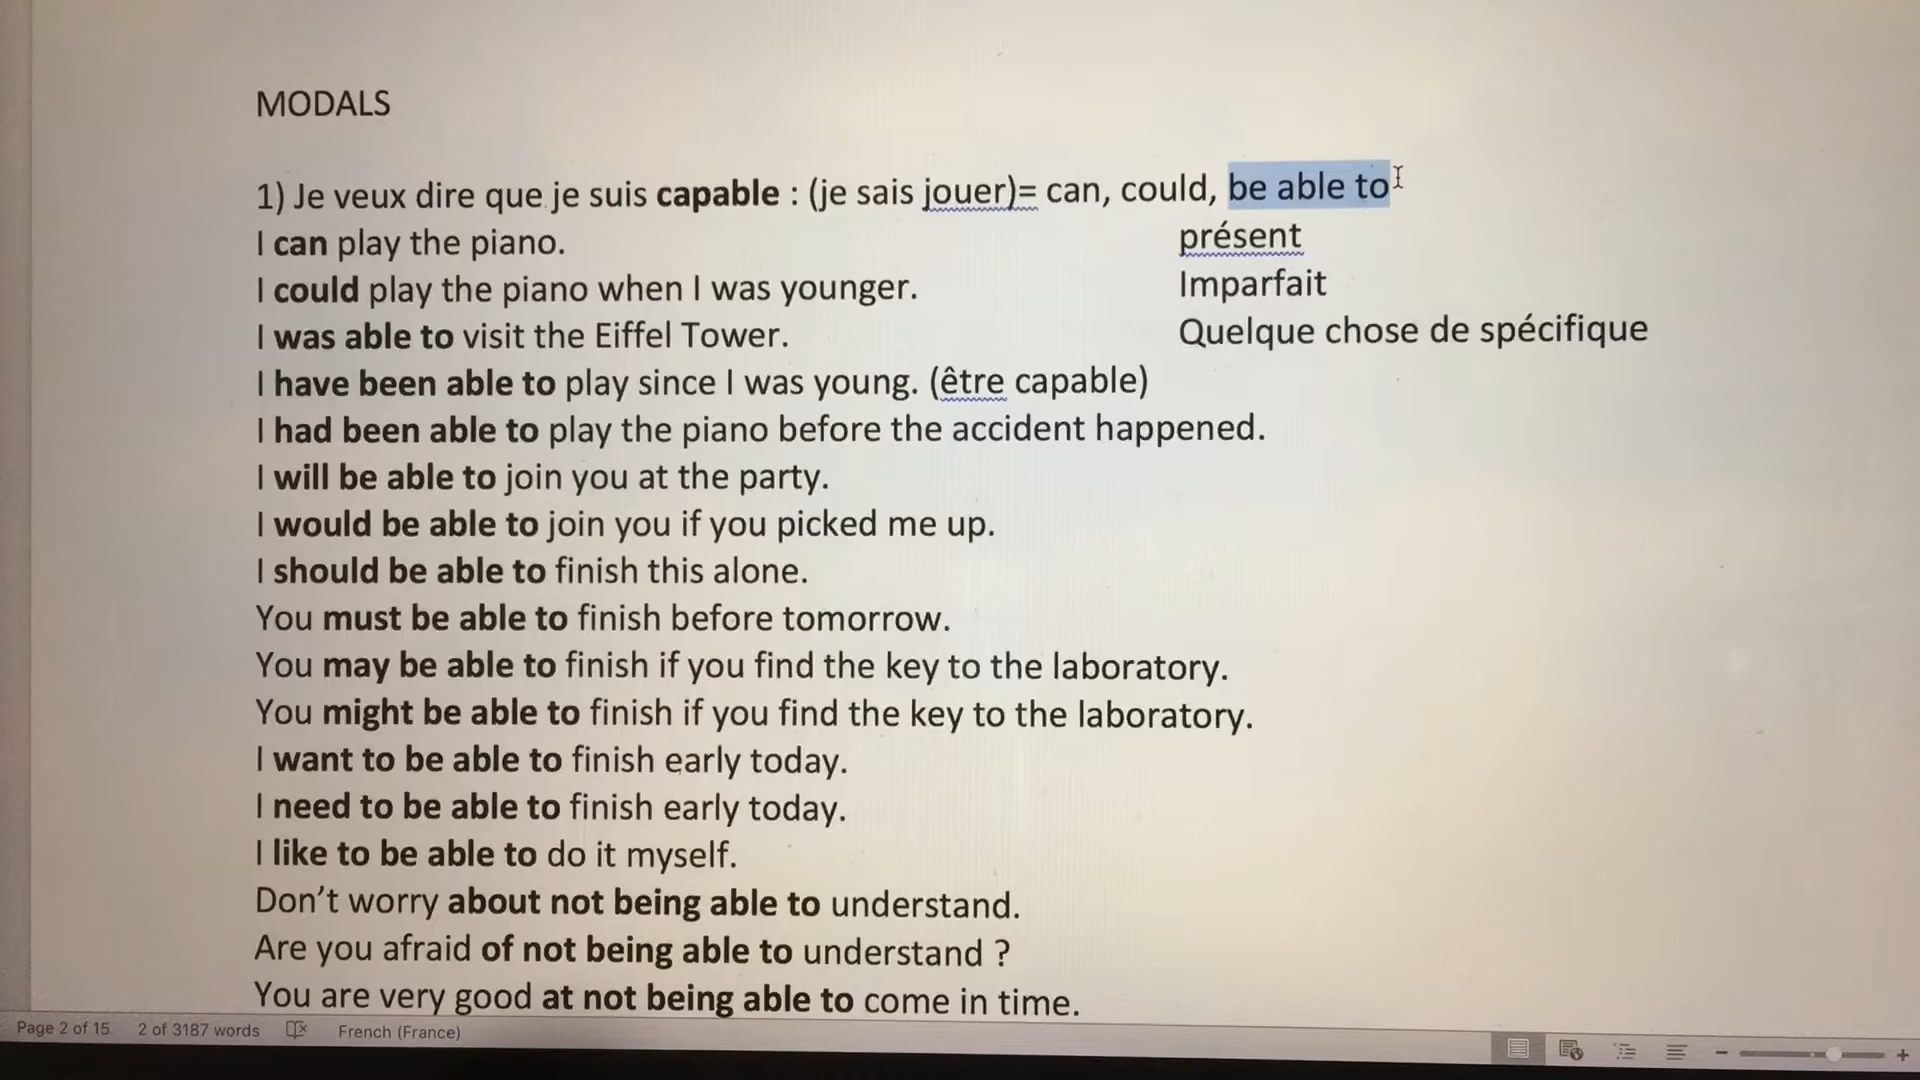 MODALS
1) Je veux dire que je suis capable : (je sais jouer)= can, could, be able to
I can play the piano. présent
I could play the piano when I was younger. Imparfait
I was able to visit the Eiffel Tower. Quelque chose de spécifique
I have been able to play since I was young. (être capable)
I had been able to play the piano before the accident happened.
I will be able to join you at the party.
I would be able to join you if you picked me up.
I should be able to finish this alone.
You must be able to finish before tomorrow.
You may be able to finish if you find the key to the laboratory.
You might be able to finish if you find the key to the laboratory.
I want to be able to finish early today.
I need to be able to finish early today.
I like to be able to do it myself.
Don't worry about not being able to understand.
Are you afraid of not being able to understand ?
You are very good at not being able to come in time.
Page 2 of 15 2 of 3187 words French (France)